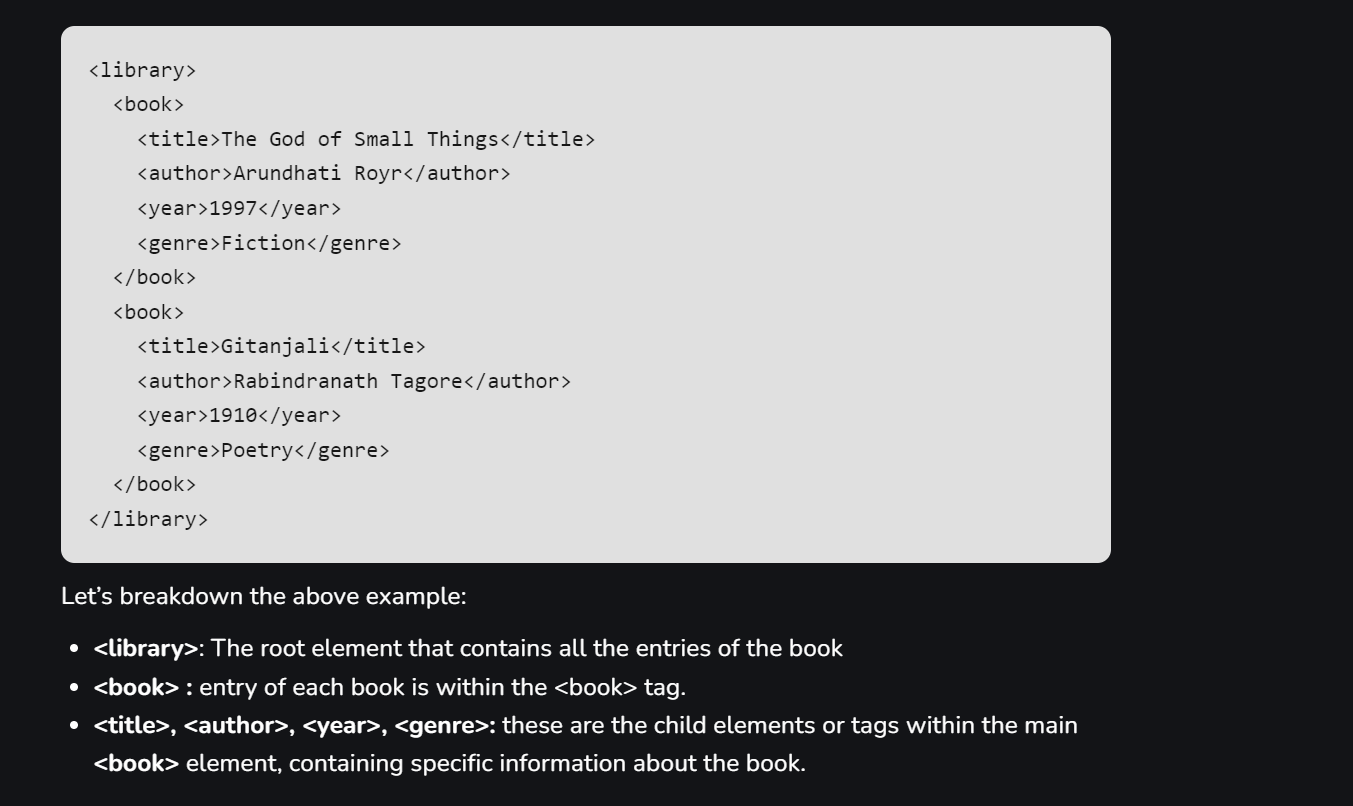 <library>
  <book>
    <title>The God of Small Things</title>
    <author>Arundhati Royr</author>
    <year>1997</year>
    <genre>Fiction</genre>
  </book>
  <book>
    <title>Gitanjali</title>
    <author>Rabindranath Tagore</author>
    <year>1910</year>
    <genre>Poetry</genre>
  </book>
</library>
Let’s breakdown the above example:
• <library>: The root element that contains all the entries of the book
• <book> : entry of each book is within the <book> tag.
• <title>, <author>, <year>, <genre>: these are the child elements or tags within the main
<book> element, containing specific information about the book.